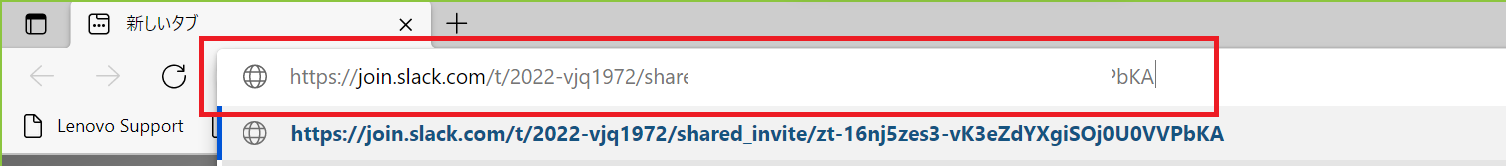 新しいタブ
https://join.slack.com/t/2022-vjq1972/share PbKA
Lenovo Support
https://join.slack.com/t/2022-vjq1972/shared_invite/zt-16nj5zes3-vK3eZdYXgiSOj0U0VVPbKA